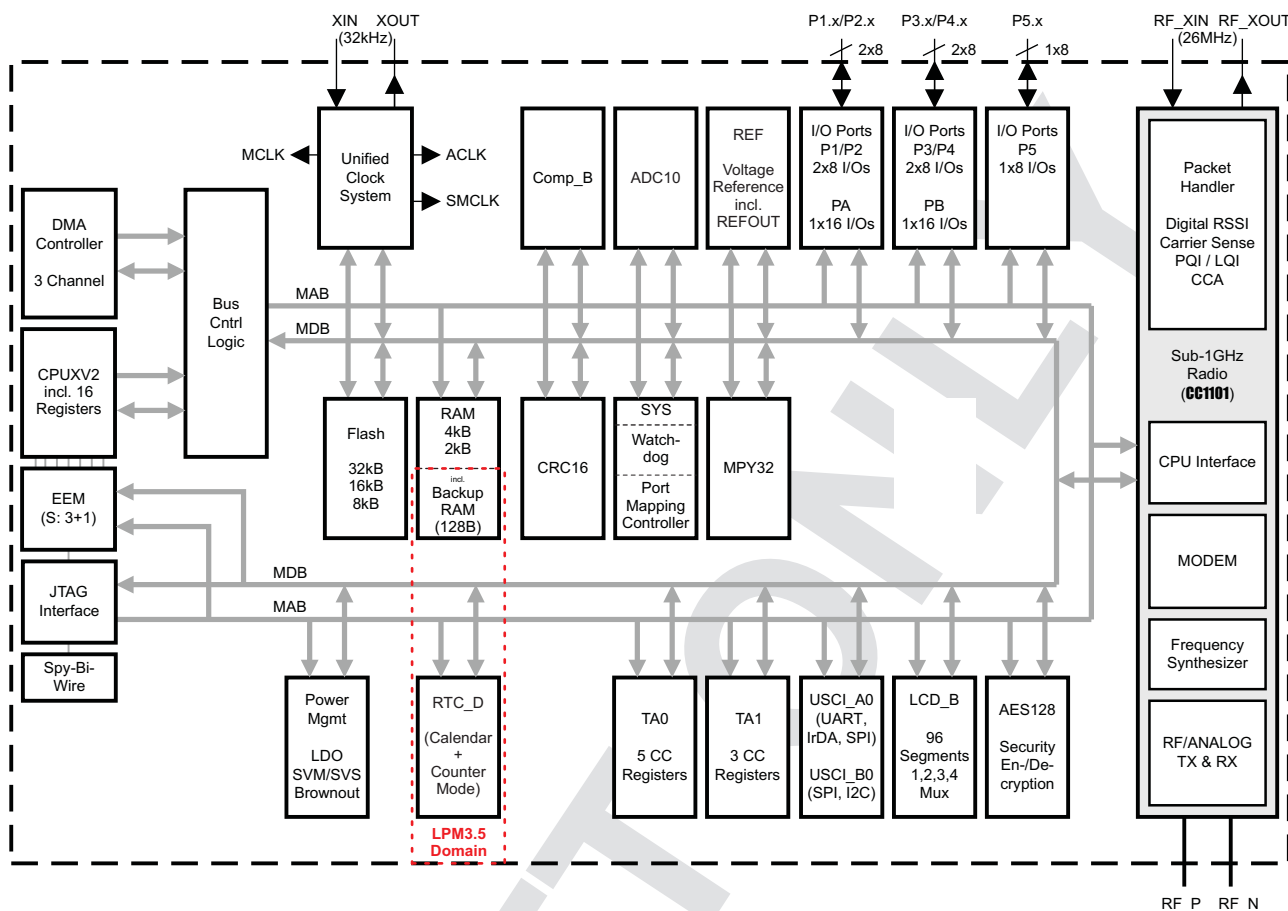 XIN XOUT
(32kHz)
P1.x/P2.x
2x8
P3.x/P4.x
2x8
P5.x
1x8
RF_XIN RF_XOUT
(26MHz)
MCLK
Unified
Clock
System
ACLK
SMCLK
Comp_B
ADC10
REF
Voltage
Reference
incl.
REFOUT
I/O Ports
P1/P2
2x8 I/Os
PA
1x16 I/Os
I/O Ports
P3/P4
2x8 I/Os
PB
1x16 I/Os
I/O Ports
P5
1x8 I/Os
Packet
Handler
Digital RSSI
Carrier Sense
PQI / LQI
CCA
DMA
Controller
3 Channel
Bus
Cntrl
Logic
MAB
MDB
CPUXV2
incl. 16
Registers
Flash
32kB
16kB
8kB
RAM
4kB
2kB
incl.
Backup
RAM
(128B)
CRC16
SYS
Watch-
dog
Port
Mapping
Controller
MPY32
Sub-1GHz
Radio
(CC1101)
CPU Interface
EEM
(S: 3+1)
JTAG
Interface
MDB
MAB
MODEM
Spy-Bi-
Wire
Frequency
Synthesizer
Power
Mgmt
LDO
SVM/SVS
Brownout
RTC_D
(Calendar
+
Counter
Mode)
LPM3.5
Domain
TA0
5 CC
Registers
TA1
3 CC
Registers
USCI_A0
(UART,
IrDA, SPI)
USCI_B0
(SPI, I2C)
LCD_B
96
Segments
1,2,3,4
Mux
AES128
Security
En-/De-
cryption
RF/ANALOG
TX & RX
RF_P RF_N